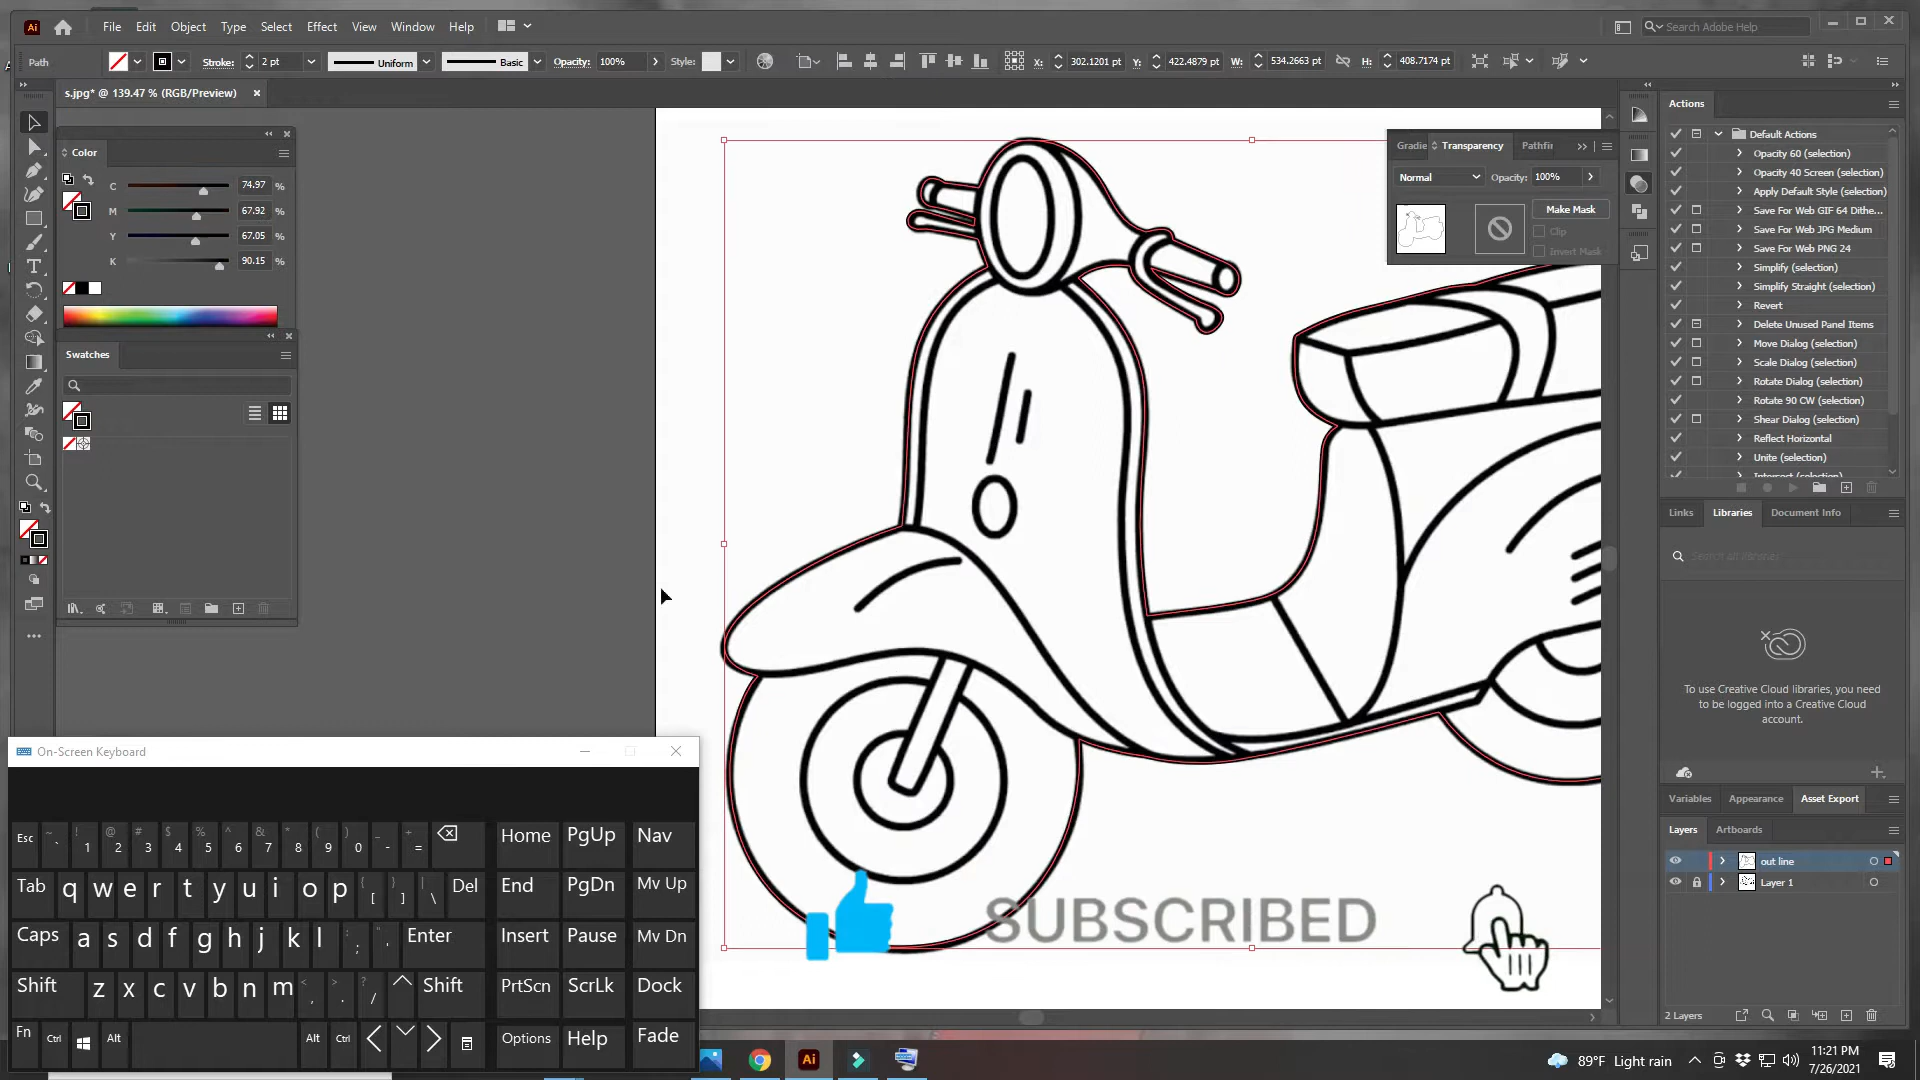 Ai File Edit Object Type Select Effect View Window Help Search Adobe Help
Path Stroke: 2 pt Uniform Basic Opacity: 100% Style: X: 302.1201 pt Y: 422.4879 pt W: 534.2663 pt H: 408.7174 pt
s.jpg* @ 139.47 % (RGB/Preview)
Color
C 74.97 %
M 67.92 %
Y 67.05 %
K 90.15 %
Swatches
Gradie Transparency Pathfin
Normal Opacity: 100%
Make Mask
Clip
Invert Mask
Actions
Default Actions
Opacity 60 (selection)
Opacity 40 Screen (selection)
Apply Default Style (selection)
Save For Web GIF 64 Dithe...
Save For Web JPG Medium
Save For Web PNG 24
Simplify (selection)
Simplify Straight (selection)
Revert
Delete Unused Panel Items
Move Dialog (selection)
Scale Dialog (selection)
Rotate Dialog (selection)
Rotate 90 CW (selection)
Shear Dialog (selection)
Reflect Horizontal
Unite (selection)
Intersect (selection)
Links Libraries Document Info
Search all libraries
To use Creative Cloud libraries, you need
to be logged into a Creative Cloud
account.
Variables Appearance Asset Export
Layers Artboards
out line
Layer 1
2 Layers
SUBSCRIBED
On-Screen Keyboard
Esc ~ ` ! 1 @ 2 # 3 $ 4 % 5 ^ 6 & 7 * 8 ( 9 ) 0 _ - + = Home PgUp Nav
Tab q w e r t y u i o p { [ } ] | \ Del End PgDn Mv Up
Caps a s d f g h j k l : ; " ' Enter Insert Pause Mv Dn
Shift z x c v b n m < , > . ? / Shift PrtScn ScrLk Dock
Fn Ctrl Alt Alt Ctrl Options Help Fade
Ai 89°F Light rain 11:21 PM
7/26/2021